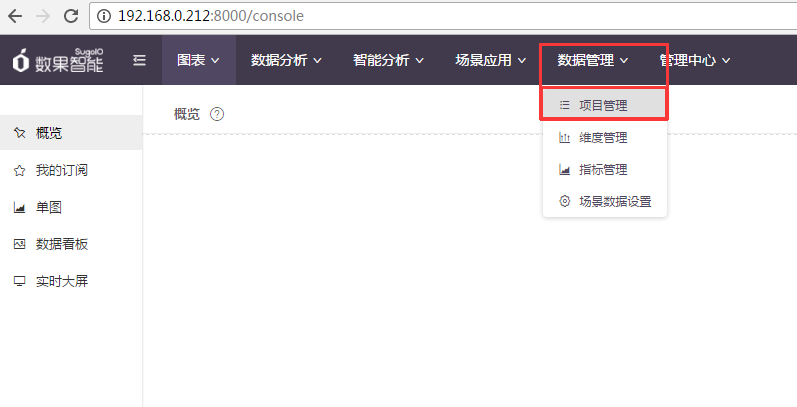 192.168.0.212:8000/console
SugoIO
数果智能
图表
数据分析
智能分析
场景应用
数据管理
管理中心
概览
我的订阅
单图
数据看板
实时大屏
概览 ?
项目管理
维度管理
指标管理
场景数据设置